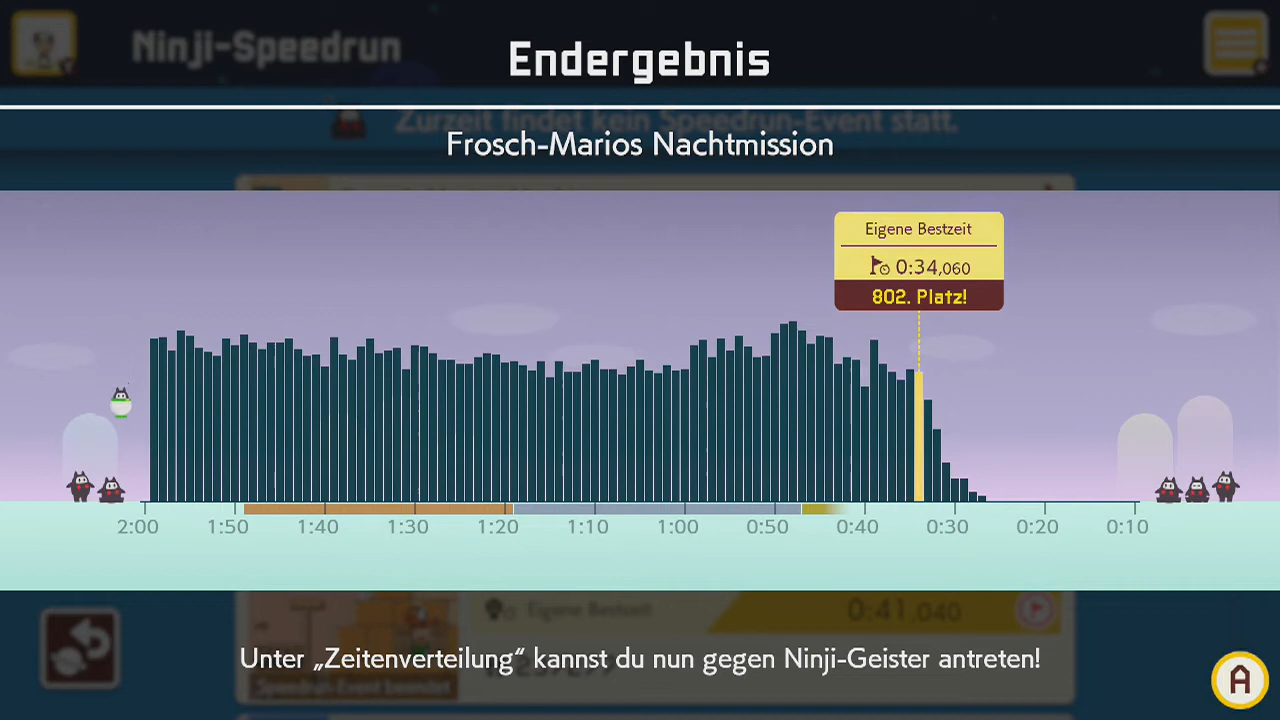 Ninji-Speedrun
Endergebnis
Zurzeit findet kein Speedrun-Event statt.
Frosch-Marios Nachtmission
Eigene Bestzeit
0:34,060
802. Platz!
2:00 1:50 1:40 1:30 1:20 1:10 1:00 0:50 0:40 0:30 0:20 0:10
Eigene Bestzeit 0:41,040
Unter „Zeitenverteilung“ kannst du nun gegen Ninji-Geister antreten!
Speedrun-Event beendet
A